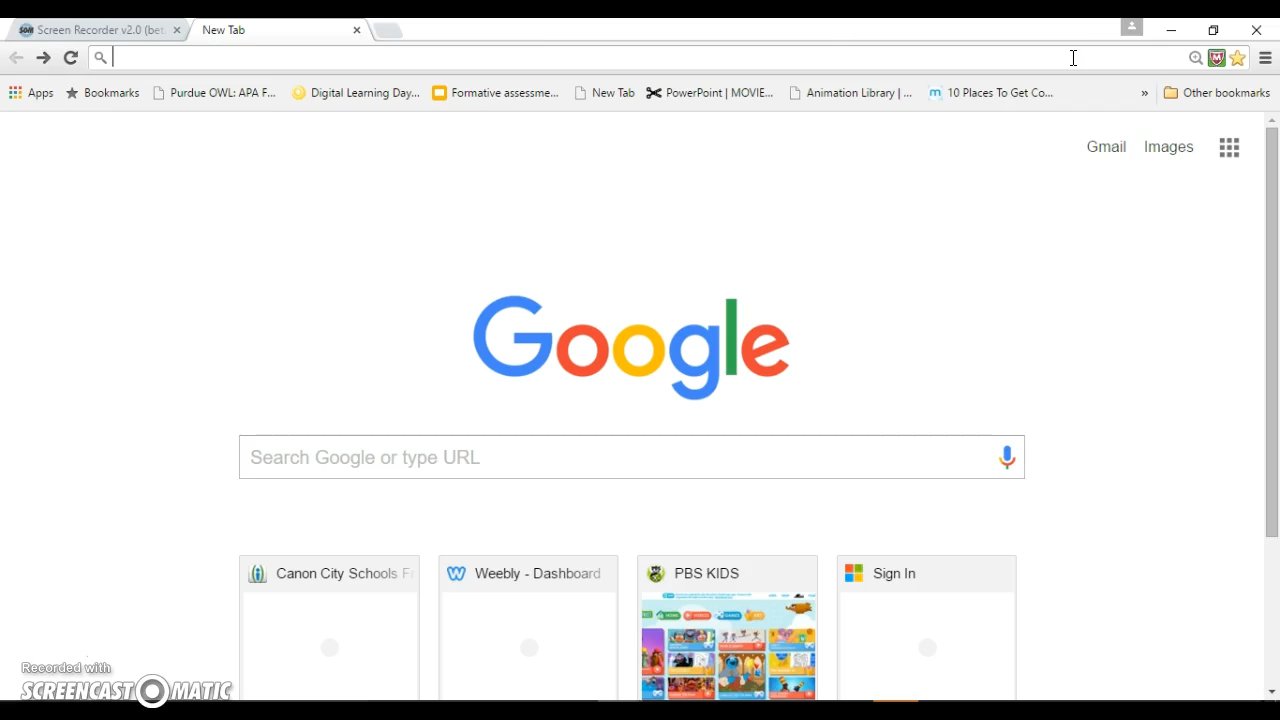 Screen Recorder v2.0 (bet
New Tab
Apps
Bookmarks
Purdue OWL: APA F...
Digital Learning Day...
Formative assessme...
New Tab
PowerPoint | MOVIE...
Animation Library | ...
10 Places To Get Co...
»
Other bookmarks
Gmail
Images
Google
Search Google or type URL
Canon City Schools F
Weebly - Dashboard
PBS KIDS
Sign In
Recorded with
SCREENCAST-O-MATIC